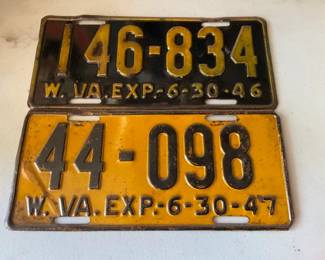 146-834
W. VA. EXP.-6-30-46
44-098
W. VA. EXP.-6-30-47